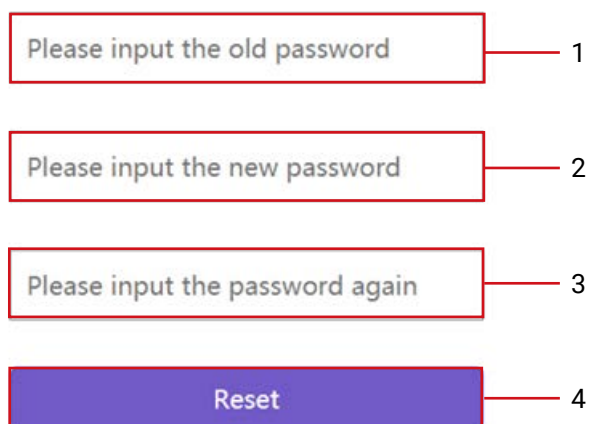 Please input the old password 1
Please input the new password 2
Please input the password again 3
Reset 4